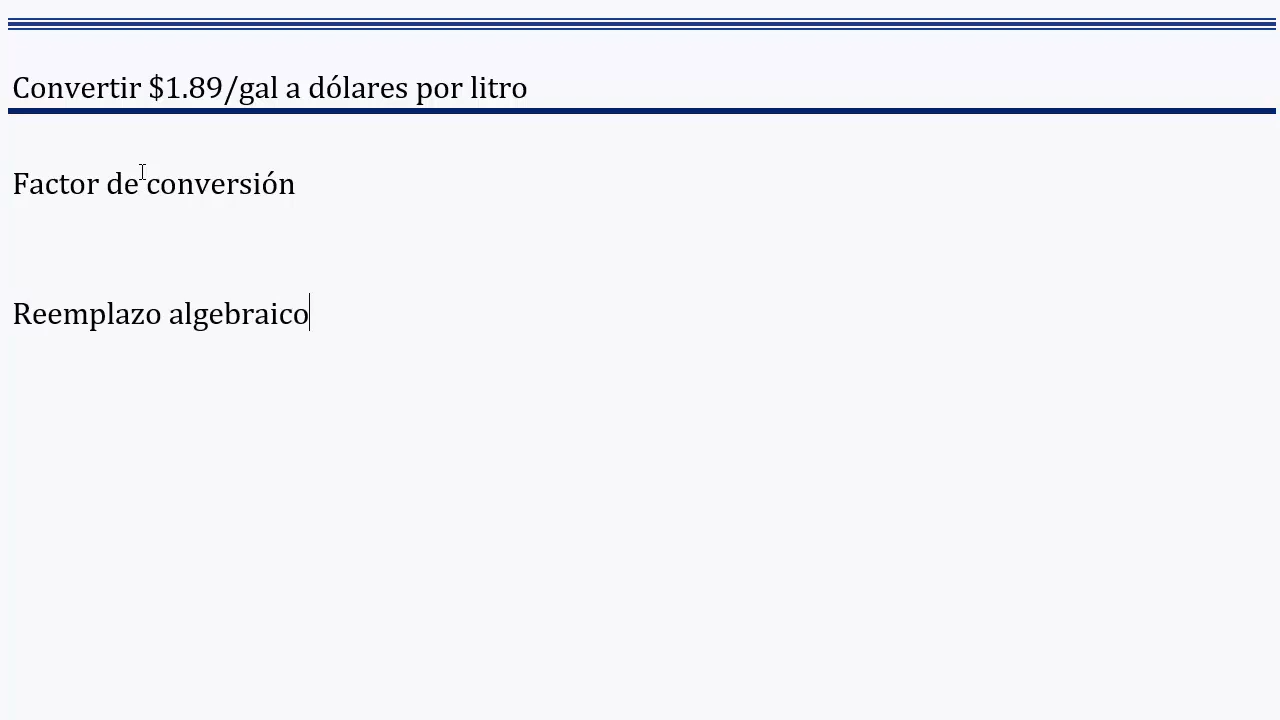 Convertir $1.89/gal a dólares por litro
Factor de conversión
Reemplazo algebraico